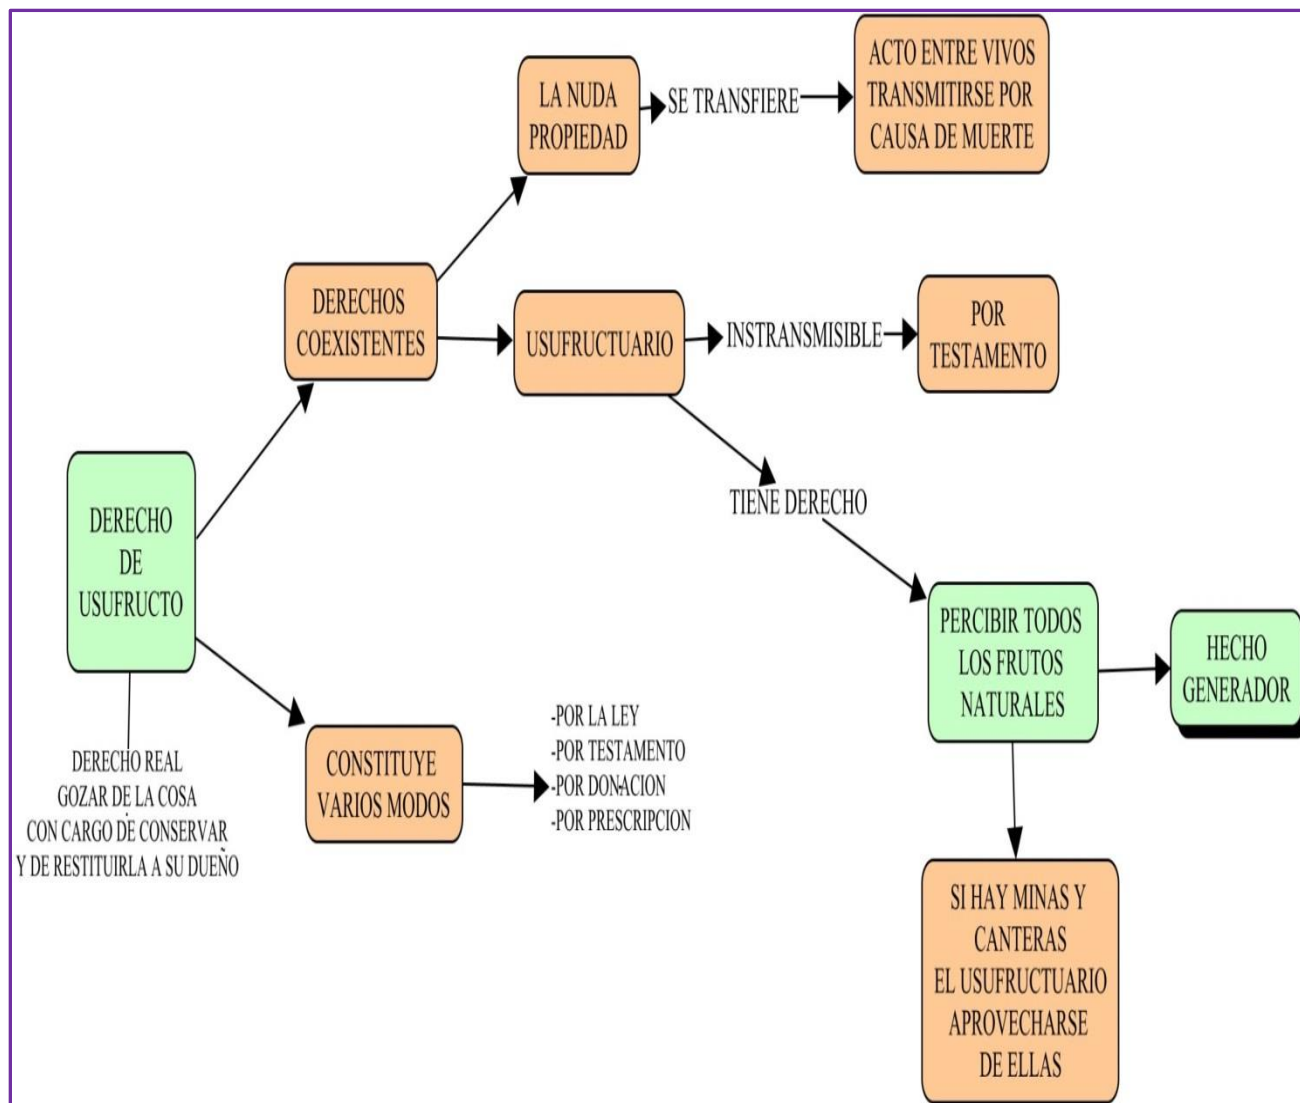 LA NUDA
PROPIEDAD
SE TRANSFIERE
ACTO ENTRE VIVOS
TRANSMITIRSE POR
CAUSA DE MUERTE
DERECHOS
COEXISTENTES
USUFRUCTUARIO
INSTRANSMISIBLE
POR
TESTAMENTO
DERECHO
DE
USUFRUCTO
TIENE DERECHO
PERCIBIR TODOS
LOS FRUTOS
NATURALES
HECHO
GENERADOR
DERECHO REAL
GOZAR DE LA COSA
CON CARGO DE CONSERVAR
Y DE RESTITUIRLA A SU DUEÑO
CONSTITUYE
VARIOS MODOS
-POR LA LEY
-POR TESTAMENTO
-POR DONACION
-POR PRESCRIPCION
SI HAY MINAS Y
CANTERAS
EL USUFRUCTUARIO
APROVECHARSE
DE ELLAS